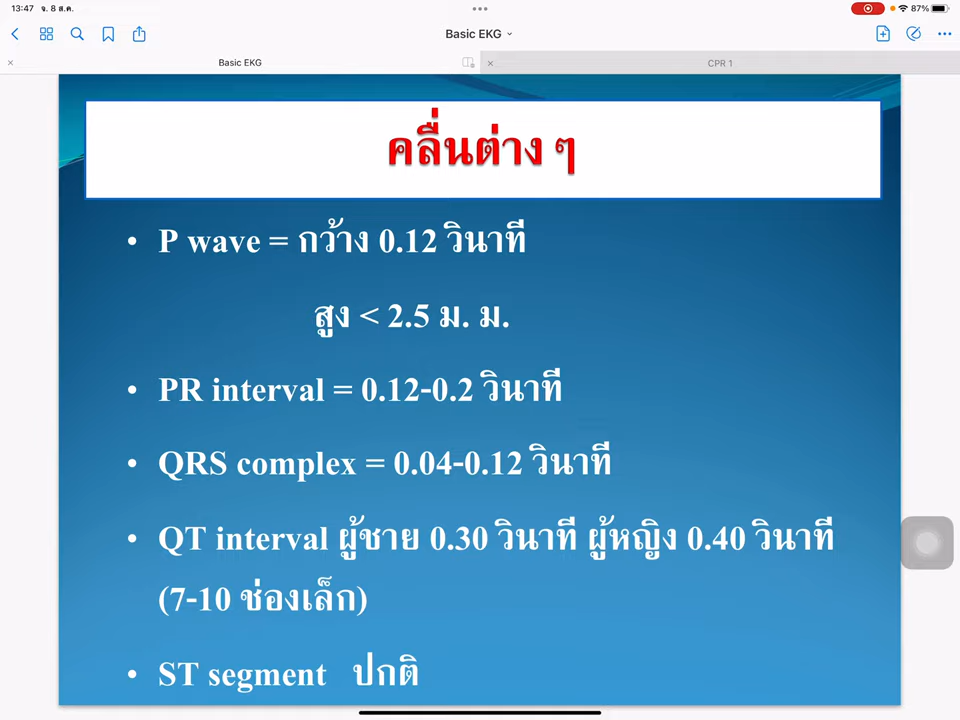 13:47 จ. 8 ส.ค.
87%
Basic EKG
Basic EKG
CPR 1
คลื่นต่าง ๆ
• P wave = กว้าง 0.12 วินาที
สูง < 2.5 ม. ม.
• PR interval = 0.12-0.2 วินาที
• QRS complex = 0.04-0.12 วินาที
• QT interval ผู้ชาย 0.30 วินาที ผู้หญิง 0.40 วินาที
(7-10 ช่องเล็ก)
• ST segment ปกติ